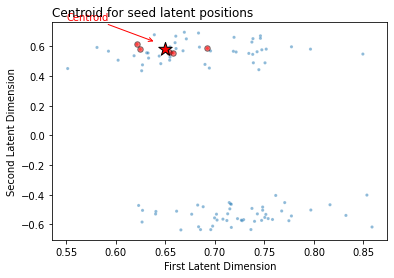 Centroid for seed latent positions
Centroid
0.6
0.4
0.2
0.0
−0.2
−0.4
−0.6
Second Latent Dimension
0.55 0.60 0.65 0.70 0.75 0.80 0.85
First Latent Dimension